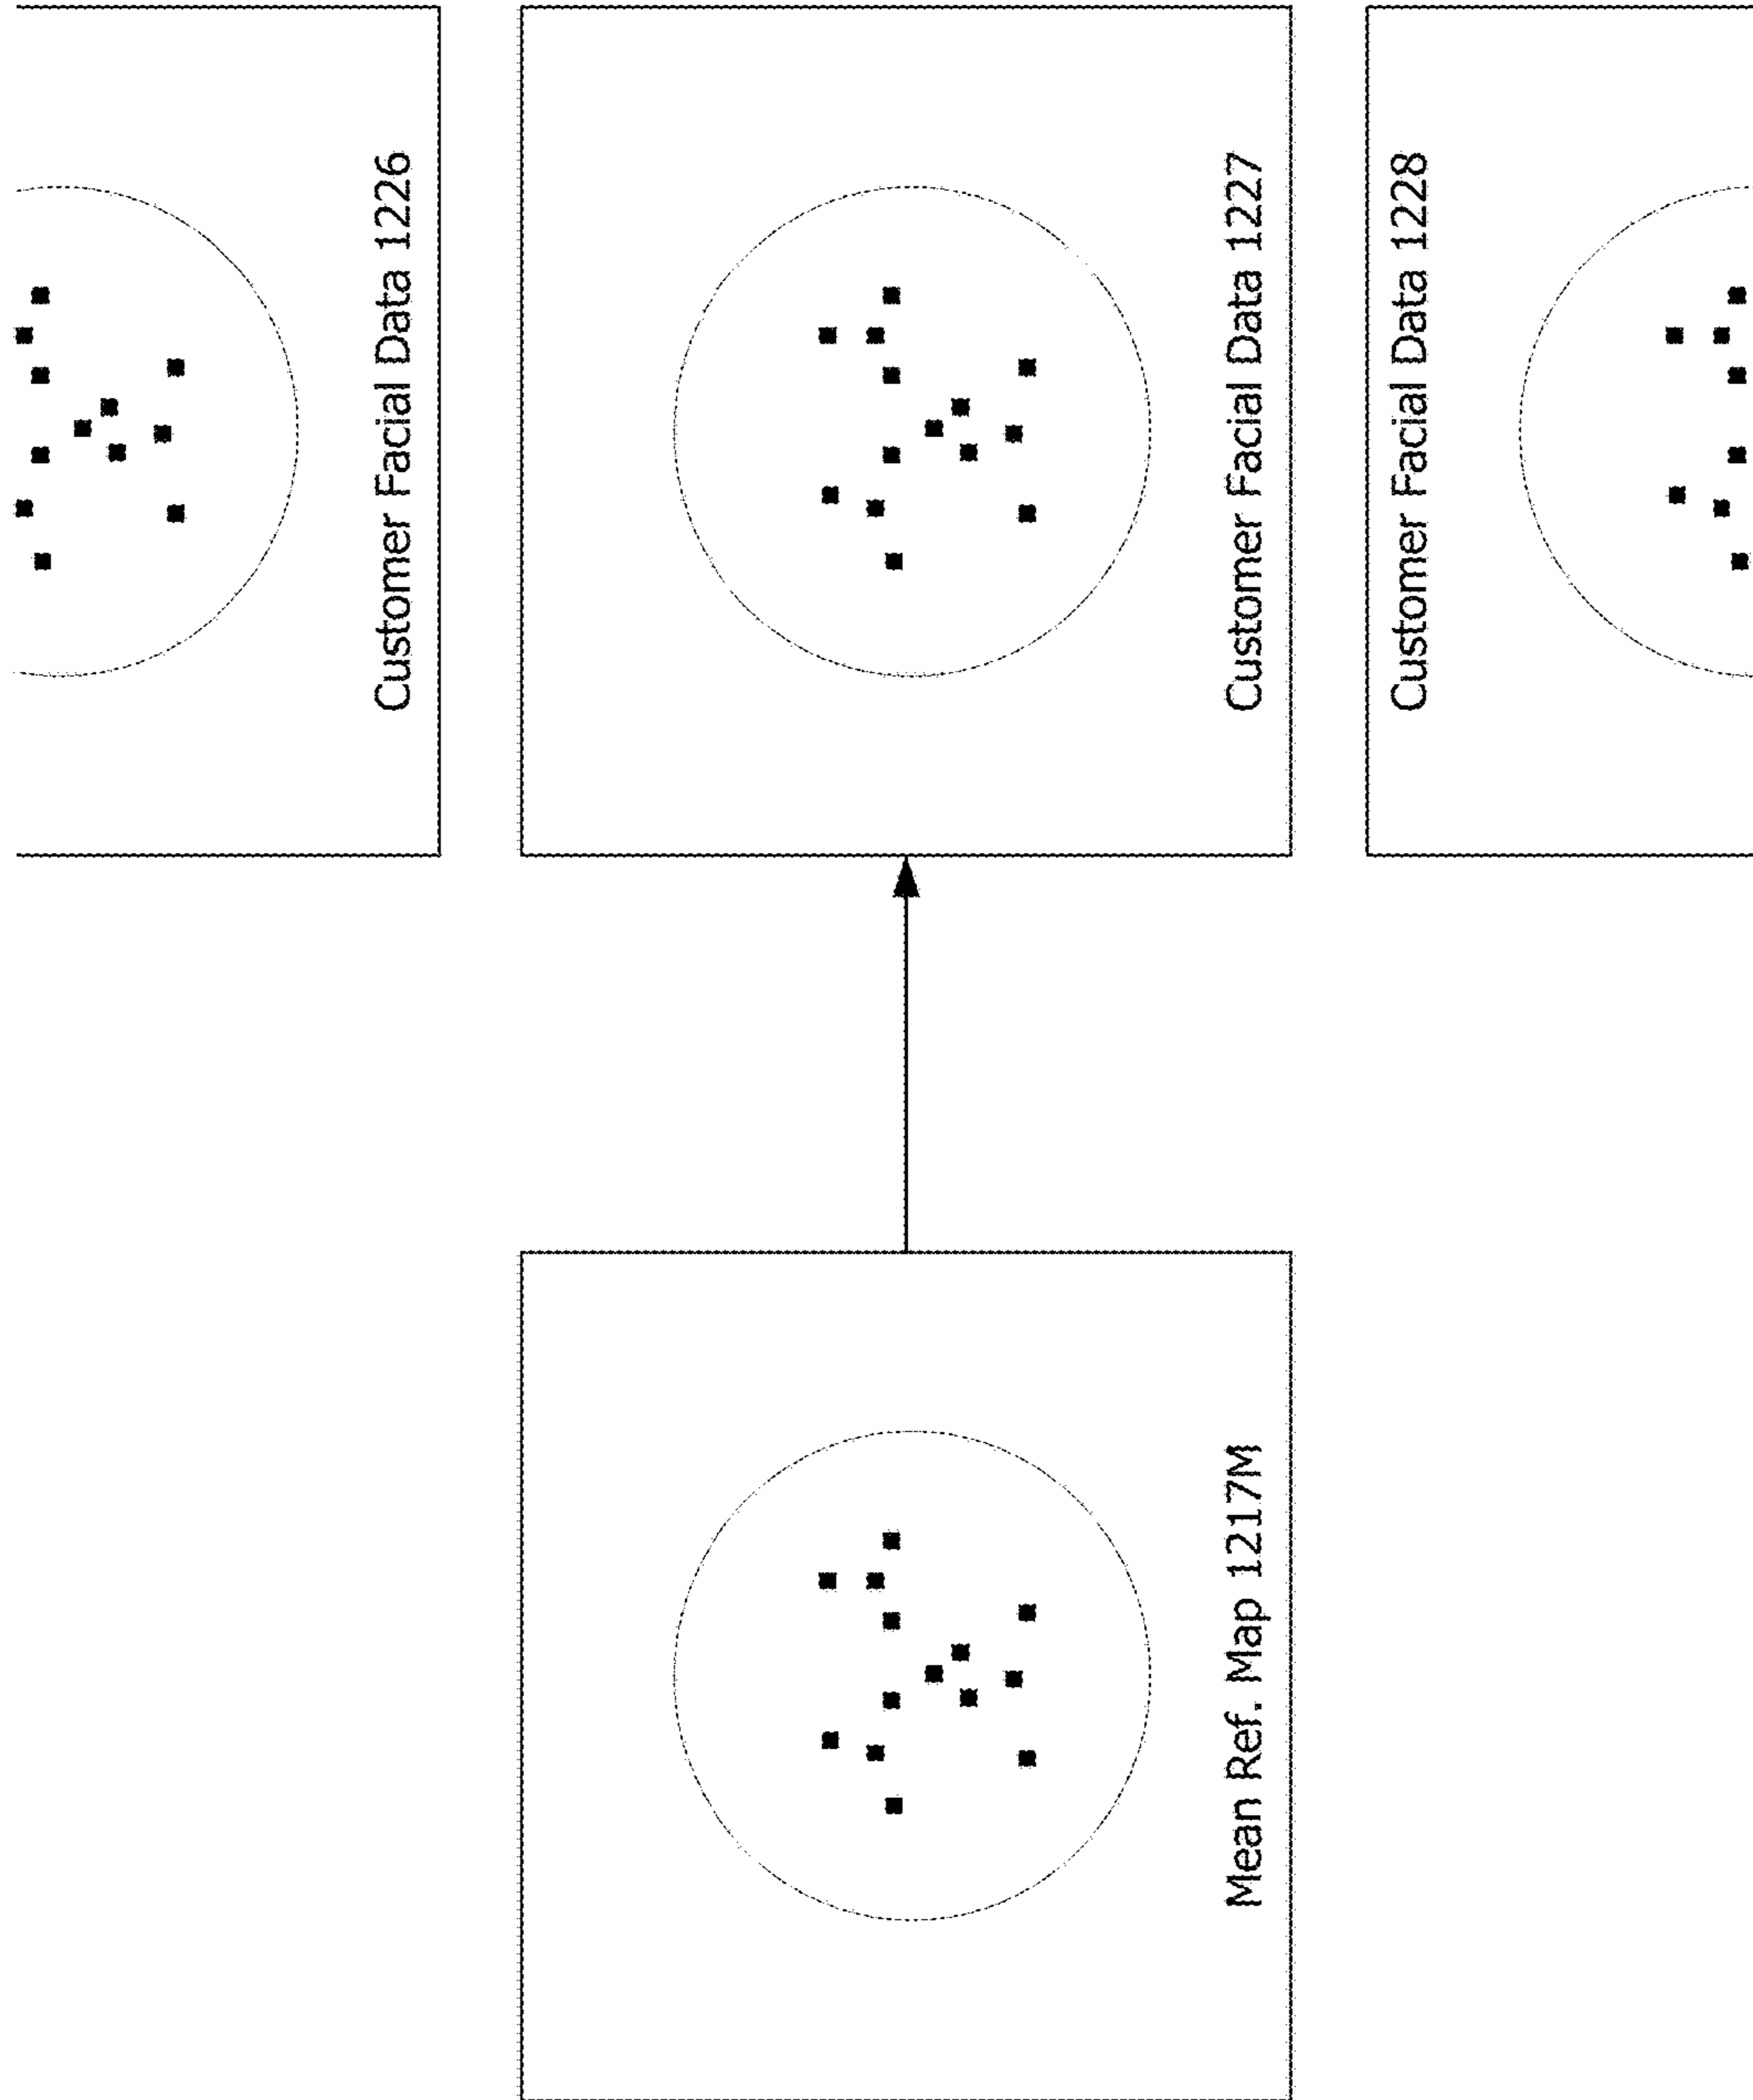 Customer Facial Data 1226
Customer Facial Data 1227
Customer Facial Data 1228
Mean Ref. Map 1217M